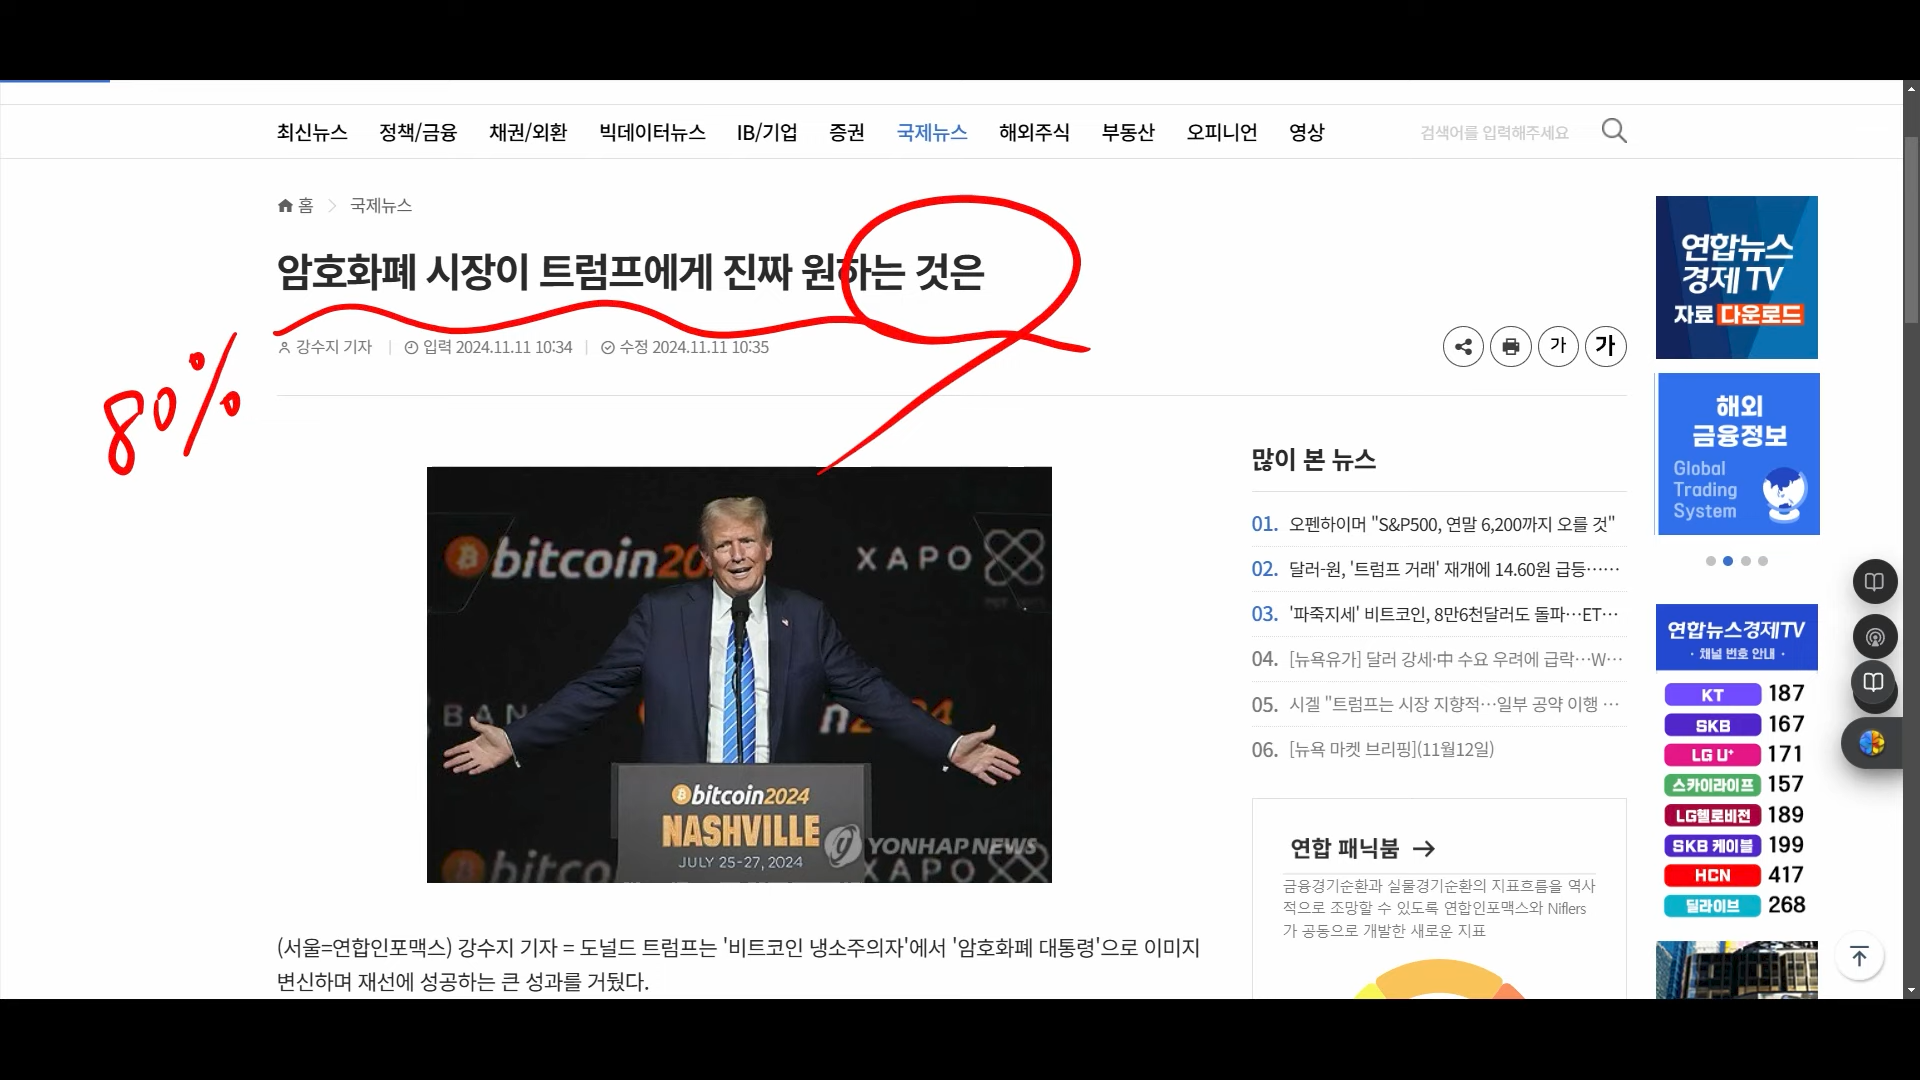 최신뉴스 정책/금융 채권/외환 빅데이터뉴스 IB/기업 증권 국제뉴스 해외주식 부동산 오피니언 영상 검색어를 입력해주세요
홈 > 국제뉴스
암호화폐 시장이 트럼프에게 진짜 원하는 것은
강수지 기자 | 입력 2024.11.11 10:34 | 수정 2024.11.11 10:35
가 가
80%
bitcoin20
XAPO
BAN
n2024
bitcoin2024
NASHVILLE
JULY 25-27, 2024
YONHAP NEWS
bitco
XAPO
(서울=연합인포맥스) 강수지 기자 = 도널드 트럼프는 '비트코인 냉소주의자'에서 '암호화폐 대통령'으로 이미지
변신하며 재선에 성공하는 큰 성과를 거뒀다.
많이 본 뉴스
01. 오펜하이머 "S&P500, 연말 6,200까지 오를 것"
02. 달러-원, '트럼프 거래' 재개에 14.60원 급등⋯⋯
03. '파죽지세' 비트코인, 8만6천달러도 돌파⋯ET⋯
04. [뉴욕유가] 달러 강세·中 수요 우려에 급락⋯W⋯
05. 시겔 "트럼프는 시장 지향적⋯일부 공약 이행 ⋯
06. [뉴욕 마켓 브리핑](11월12일)
연합 패닉붐 →
금융경기순환과 실물경기순환의 지표흐름을 역사
적으로 조망할 수 있도록 연합인포맥스와 Niflers
가 공동으로 개발한 새로운 지표
연합뉴스
경제TV
자료 다운로드
해외
금융정보
Global
Trading
System
연합뉴스경제TV
· 채널 번호 안내 ·
KT 187
SKB 167
LG U+ 171
스카이라이프 157
LG헬로비전 189
SKB 케이블 199
HCN 417
딜라이브 268